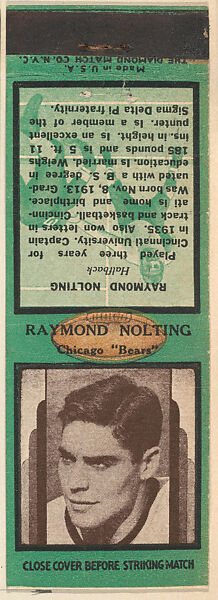 RAYMOND NOLTING
Halfback
Played three years for
Cincinnati University. Captain
in 1935. Also won letters in
track and basketball. Cincinn-
ati is home and birthplace.
Was born Nov. 8, 1913. Grad-
uated with a B. S. degree in
education. Is married. Weighs
185 pounds and is 5 ft. 11
ins. in height. Is an excellent
punter. Is a member of the
Sigma Delta Pi fraternity.
Made in U. S. A.
THE DIAMOND MATCH CO. N.Y.C.
RAYMOND NOLTING
Chicago "Bears"
CLOSE COVER BEFORE STRIKING MATCH